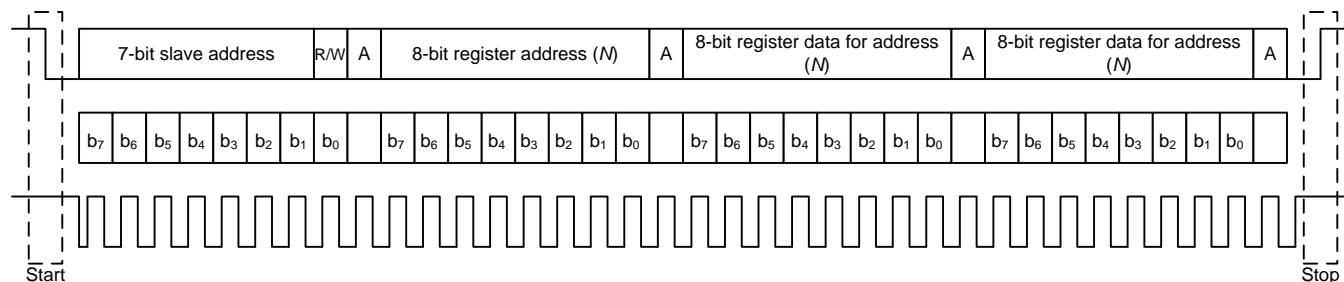 7-bit slave address R/W A 8-bit register address (N) A 8-bit register data for address (N) A 8-bit register data for address (N) A
b7 b6 b5 b4 b3 b2 b1 b0 b7 b6 b5 b4 b3 b2 b1 b0 b7 b6 b5 b4 b3 b2 b1 b0 b7 b6 b5 b4 b3 b2 b1 b0
Start Stop